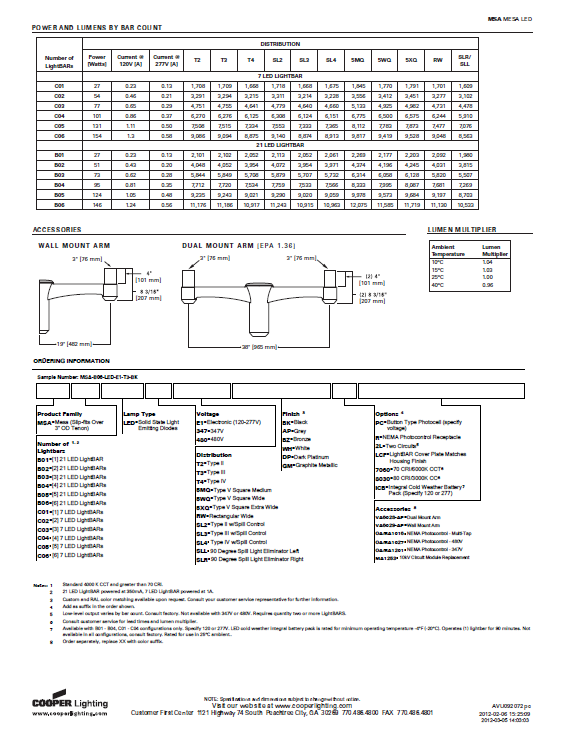 MSA MESA LED
POWER AND LUMENS BY BAR COUNT
DISTRIBUTION
Number of LightBARs Power [Watts] Current @ 120V [A] Current @ 277V [A] T2 T3 T4 SL2 SL3 SL4 5MQ 5WQ 5XQ RW SLR/SLL
7 LED LIGHTBAR
C01 27 0.23 0.13 1,708 1,709 1,668 1,718 1,668 1,675 1,845 1,770 1,791 1,701 1,609
C02 54 0.46 0.21 3,291 3,294 3,215 3,311 3,214 3,228 3,556 3,412 3,451 3,277 3,102
C03 77 0.65 0.29 4,751 4,755 4,641 4,779 4,640 4,660 5,133 4,925 4,982 4,731 4,478
C04 101 0.86 0.37 6,270 6,276 6,125 6,308 6,124 6,151 6,775 6,500 6,575 6,244 5,910
C05 131 1.11 0.50 7,508 7,515 7,334 7,553 7,333 7,365 8,112 7,783 7,873 7,477 7,076
C06 154 1.3 0.58 9,086 9,094 8,875 9,140 8,874 8,913 9,817 9,419 9,528 9,048 8,563
21 LED LIGHTBAR
B01 27 0.23 0.13 2,101 2,102 2,052 2,113 2,052 2,061 2,269 2,177 2,203 2,092 1,980
B02 51 0.43 0.20 4,048 4,052 3,954 4,072 3,954 3,971 4,374 4,196 4,245 4,031 3,815
B03 73 0.62 0.28 5,844 5,849 5,708 5,879 5,707 5,732 6,314 6,058 6,128 5,820 5,507
B04 95 0.81 0.35 7,712 7,720 7,534 7,759 7,533 7,566 8,333 7,995 8,087 7,681 7,269
B05 124 1.05 0.48 9,235 9,243 9,021 9,290 9,020 9,059 9,978 9,573 9,684 9,197 8,703
B06 146 1.24 0.56 11,176 11,186 10,917 11,243 10,915 10,963 12,075 11,585 11,719 11,130 10,533
ACCESSORIES
LUMEN MULTIPLIER
WALL MOUNT ARM
DUAL MOUNT ARM [EPA 1.36]
3" [76 mm]
4" [101 mm]
8 3/16" [207 mm]
19" [482 mm]
3" [76 mm]
3" [76 mm]
(2) 4" [101 mm]
(2) 8 3/16" [207 mm]
38" [965 mm]
Ambient Temperature Lumen Multiplier
10°C 1.04
15°C 1.03
25°C 1.00
40°C 0.96
ORDERING INFORMATION
Sample Number: MSA-B06-LED-E1-T3-BK
Product Family
MSA=Mesa (Slip-fits Over 3" OD Tenon)
Number of Lightbars 1, 2
B01=[1] 21 LED LightBAR
B02=[2] 21 LED LightBARs
B03=[3] 21 LED LightBARs
B04=[4] 21 LED LightBARs
B05=[5] 21 LED LightBARs
B06=[6] 21 LED LightBARs
C01=[1] 7 LED LightBAR
C02=[2] 7 LED LightBARs
C03=[3] 7 LED LightBARs
C04=[4] 7 LED LightBARs
C05=[5] 7 LED LightBARs
C06=[6] 7 LED LightBARs
Lamp Type
LED=Solid State Light Emitting Diodes
Voltage
E1=Electronic (120-277V)
347=347V
480=480V
Distribution
T2=Type II
T3=Type III
T4=Type IV
5MQ=Type V Square Medium
5WQ=Type V Square Wide
5XQ=Type V Square Extra Wide
RW=Rectangular Wide
SL2=Type II w/Spill Control
SL3=Type III w/Spill Control
SL4=Type IV w/Spill Control
SLL=90 Degree Spill Light Eliminator Left
SLR=90 Degree Spill Light Eliminator Right
Finish 3
BK=Black
AP=Grey
BZ=Bronze
WH=White
DP=Dark Platinum
GM=Graphite Metallic
Options 4
PC=Button Type Photocell (specify voltage)
R=NEMA Photocontrol Receptacle
2L=Two Circuits5
LCF=LightBAR Cover Plate Matches Housing Finish
7060=70 CRI/6000K CCT6
8030=80 CRI/3000K CCT6
ICB=Integral Cold Weather Battery7 Pack (Specify 120 or 277)
Accessories 8
=Dual Mount Arm
=Wall Mount Arm
OA/RA1016=NEMA Photocontrol - Multi-Tap
OA/RA1027=NEMA Photocontrol - 480V
OA/RA1201=NEMA Photocontrol - 347V
MA1253=10kV Circuit Module Replacement
Notes: 1 Standard 4000 K CCT and greater than 70 CRI.
2 21 LED LightBAR powered at 350mA, 7 LED LightBAR powered at 1A.
3 Custom and RAL color matching available upon request. Consult your customer service representative for further information.
4 Add as suffix in the order shown.
5 Low-level output varies by bar count. Consult factory. Not available with 347V or 480V. Requires quantity two or more LightBARS.
6 Consult customer service for lead times and lumen multiplier.
7 Available with B01 - B04, C01 - C04 configurations only. Specify 120 or 277V. LED cold weather integral battery pack is rated for minimum operating temperature -4°F (-20°C). Operates (1) lightbar for 90 minutes. Not
available in all configurations, consult factory. Rated for use in 25°C ambient.
8 Order separately, replace XX with color suffix.
COOPER Lighting
www.cooperlighting.com
NOTE: Specifications and dimensions subject to change without notice.
Visit our web site at www.cooperlighting.com
Customer First Center 1121 Highway 74 South Peachtree City, GA 30269 770.486.4800 FAX 770.486.4801
AVU092072 pc
2012-02-06 15:25:09
2012-03-05 14:03:03